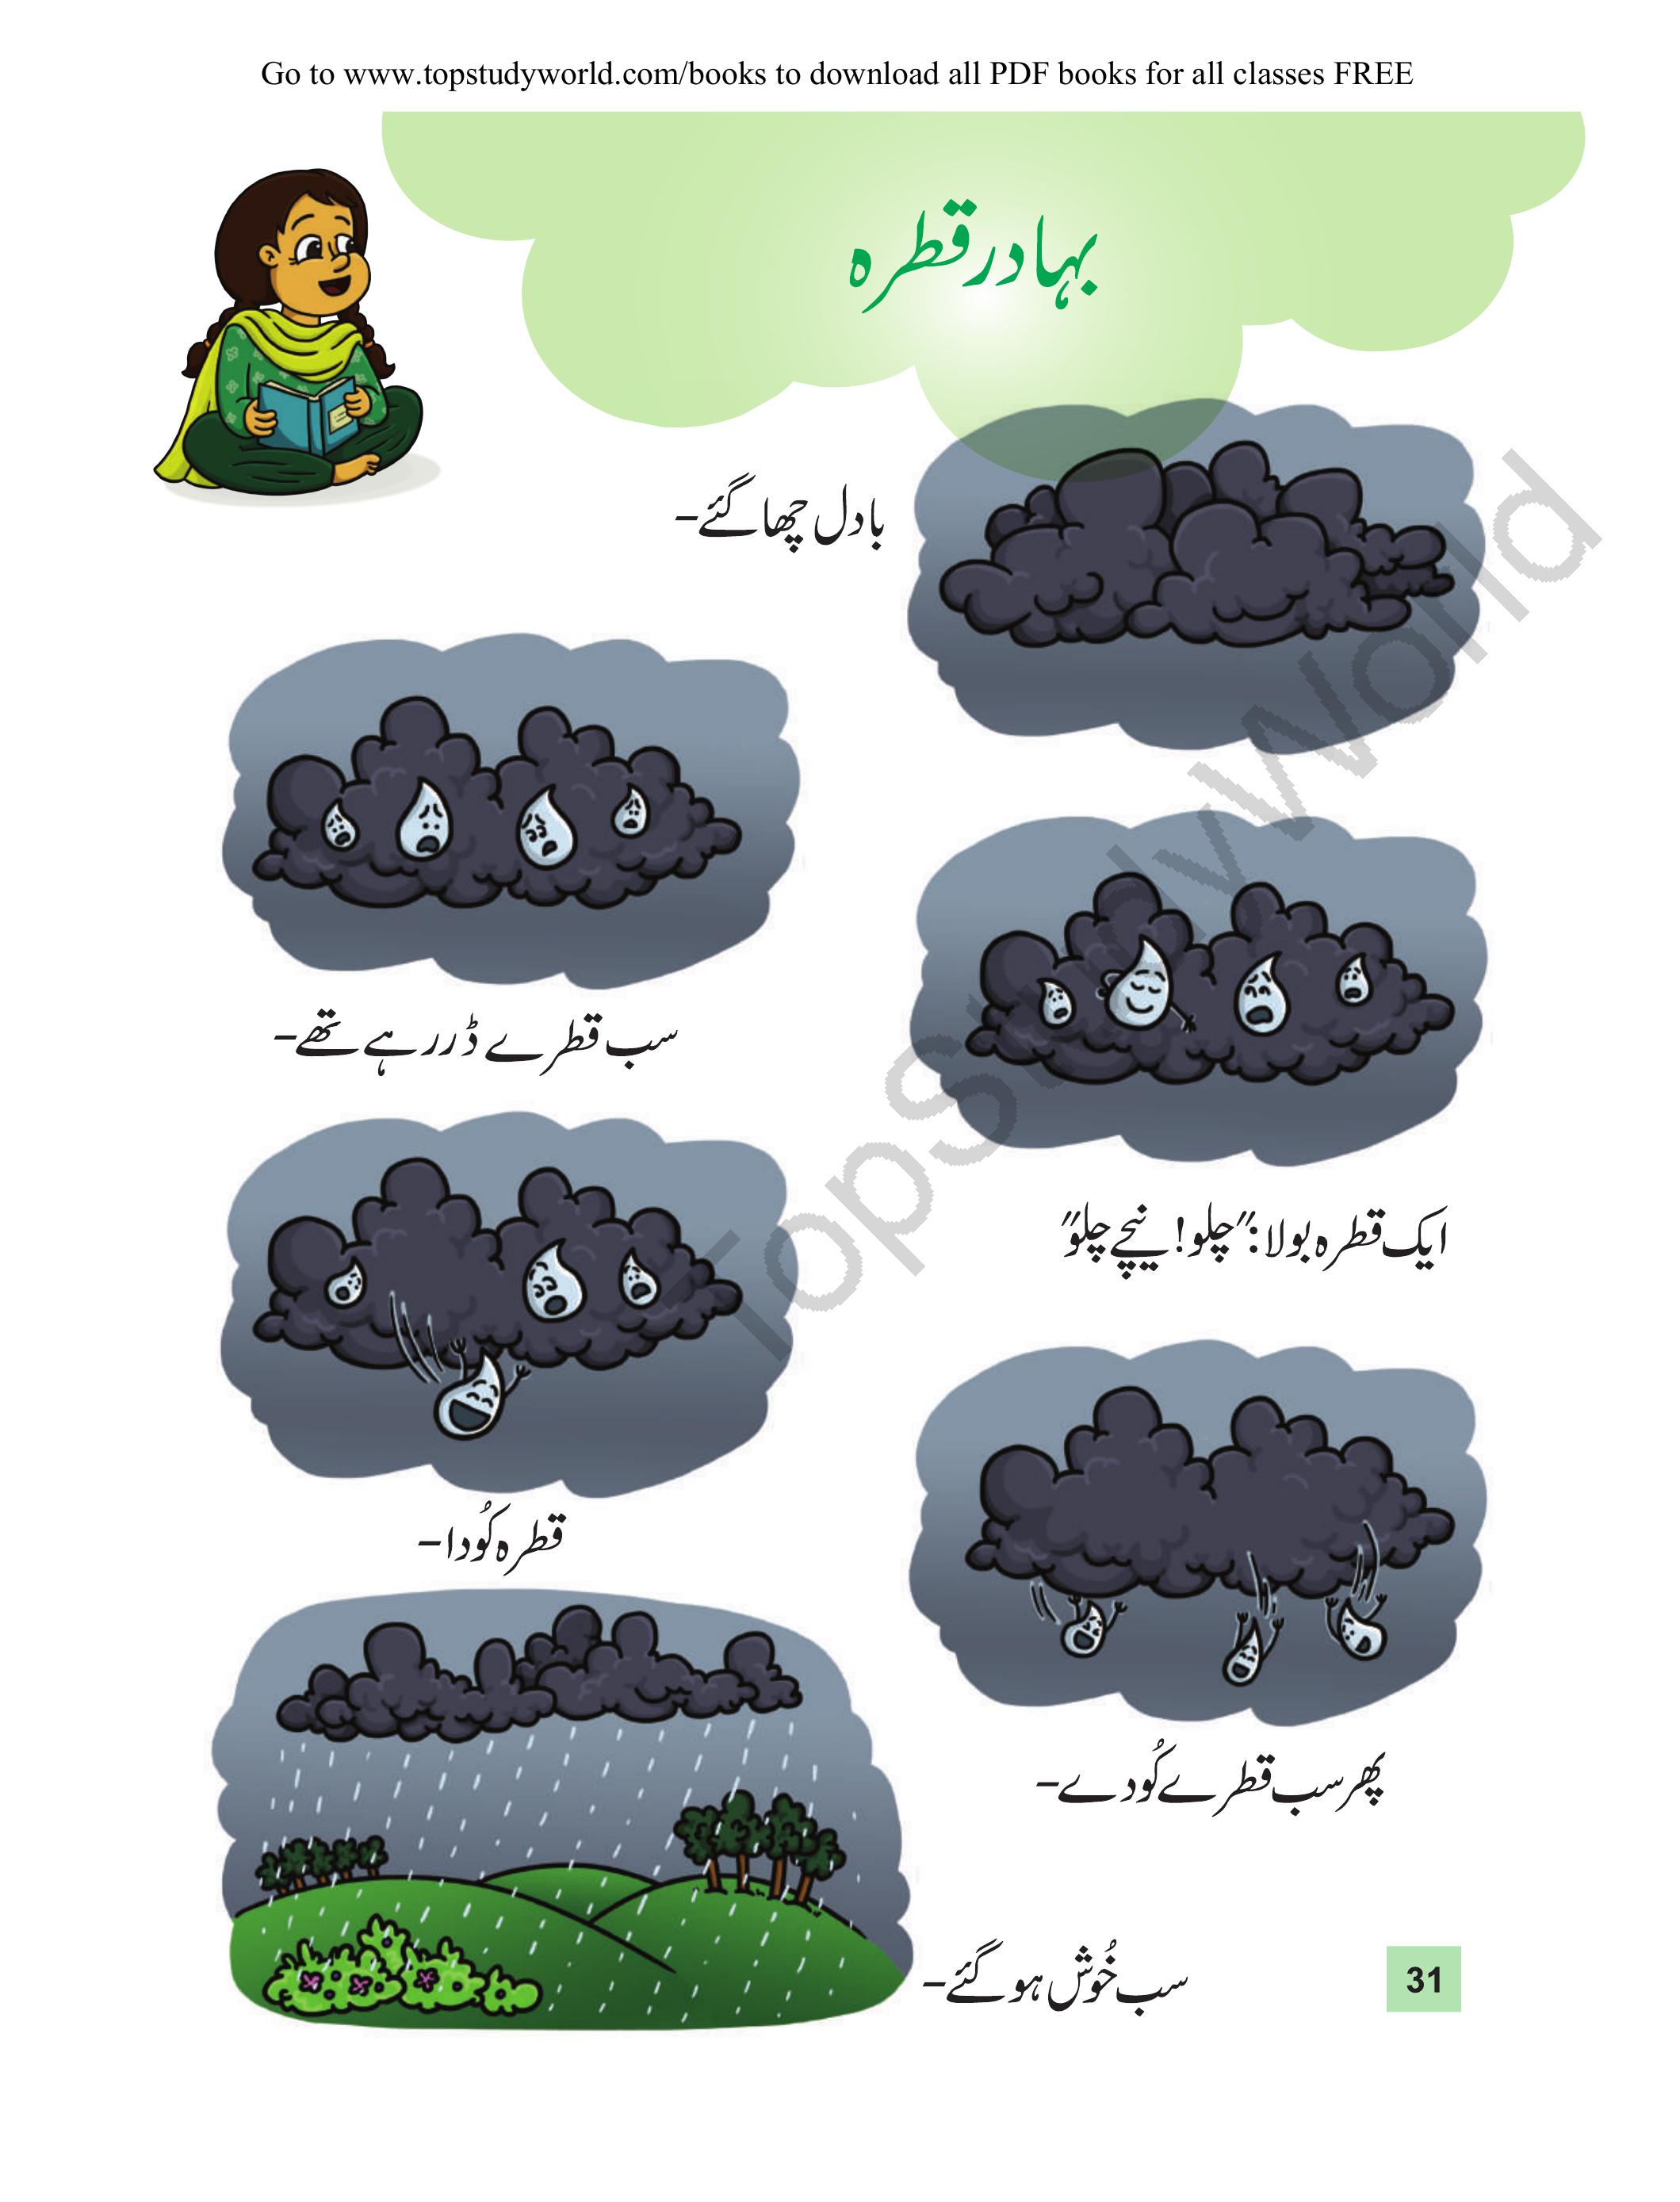 Go to www.topstudyworld.com/books to download all PDF books for all classes FREE
بہادر قطرہ
بادل چھا گئے۔
سب قطرے ڈر رہے تھے۔
ایک قطرہ بولا: "چلو! نیچے چلو"
قطرہ کُودا۔
پھر سب قطرے کُودے۔
سب خُوش ہو گئے۔
31
TopStudyWorld